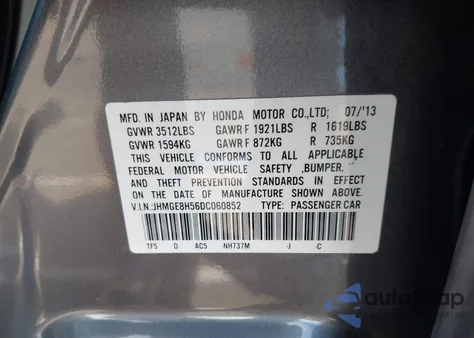 MFD. IN JAPAN BY HONDA MOTOR CO.,LTD; 07/'13
GVWR 3512LBS GAWR F 1921LBS R 1619LBS
GVWR 1594KG GAWR F 872KG R 735KG
THIS VEHICLE CONFORMS TO ALL APPLICABLE
FEDERAL MOTOR VEHICLE SAFETY ,BUMPER, AND
THEFT PREVENTION STANDARDS IN EFFECT
ON THE DATE OF MANUFACTURE SHOWN ABOVE.
V.I.N.:JHMGE8H56DC060852 TYPE: PASSENGER CAR
TF5 D AC5 -NH737M -J -C